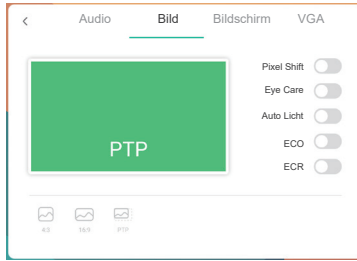 Audio Bild Bildschirm VGA
Pixel Shift
Eye Care
Auto Licht
PTP
ECO
ECR
4:3 16:9 PTP